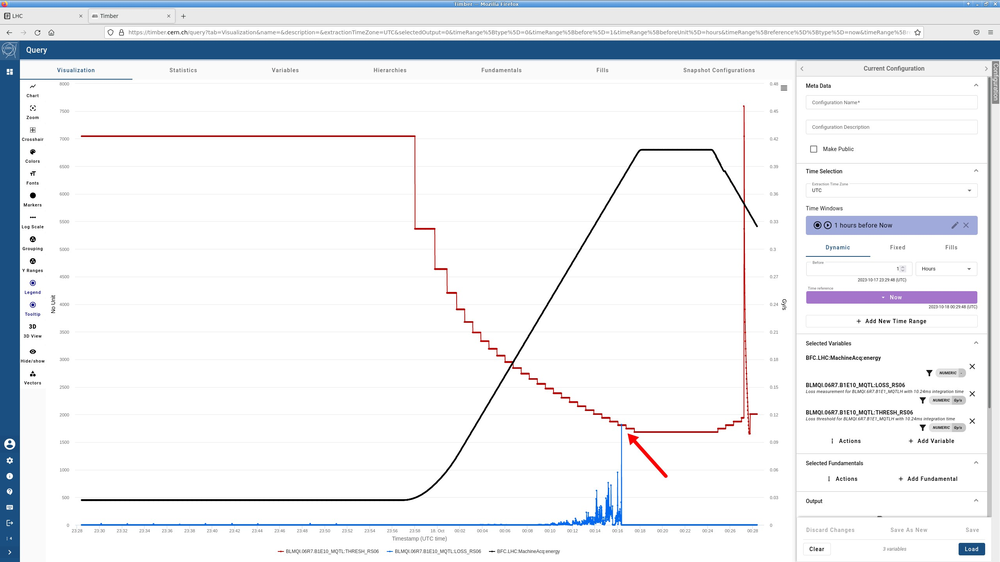 Timber — Mozilla Firefox
LHC
Timber
https://timber.cern.ch/query?tab=Visualization&name=&description=&extractionTimeZone=UTC&selectedOutput=0&timeRange%5Btype%5D=0&timeRange%5Bbefore%5D=1&timeRange%5BbeforeUnit%5D=hours&timeRange%5Breference%5D%5Btype%5D=now&timeRange%5Bre
CERN
Query
Visualization
Statistics
Variables
Hierarchies
Fundamentals
Fills
Snapshot Configurations
Chart
Zoom
Crosshair
Colors
Fonts
Markers
Log Scale
Grouping
Y Ranges
Legend
Tooltip
3D
3D View
Hide/show
Vectors
4
No Unit
8000
7500
7000
6500
6000
5500
5000
4500
4000
3500
3000
2500
2000
1500
1000
500
0
0.48
0.45
0.42
0.39
0.36
0.33
0.3
0.27
0.24
0.21
0.18
0.15
0.12
0.09
0.06
0.03
0
Gy/s
23:28 23:30 23:32 23:34 23:36 23:38 23:40 23:42 23:44 23:46 23:48 23:50 23:52 23:54 23:56 23:58 18. Oct 00:02 00:04 00:06 00:08 00:10 00:12 00:14 00:16 00:18 00:20 00:22 00:24 00:26 00:28
Timestamp (UTC time)
BLMQI.06R7.B1E10_MQTL:THRESH_RS06 BLMQI.06R7.B1E10_MQTL:LOSS_RS06 BFC.LHC:MachineAcq:energy
Current Configuration
Configuration
Meta Data
Configuration Name*
Configuration Description
Make Public
Time Selection
Extraction Time Zone
UTC
Time Windows
1 hours before Now
Dynamic
Fixed
Fills
Before
1
Hours
2023-10-17 23:29:48 (UTC)
Time reference
Now
2023-10-18 00:29:48 (UTC)
+ Add New Time Range
Selected Variables
BFC.LHC:MachineAcq:energy
NUMERIC -
BLMQI.06R7.B1E10_MQTL:LOSS_RS06
Loss measurement for BLMQI.6R7.B1E1_MQTLH with 10.24ms integration time
NUMERIC Gy/s
BLMQI.06R7.B1E10_MQTL:THRESH_RS06
Loss threshold for BLMQI.6R7.B1E1_MQTLH with 10.24ms integration time
NUMERIC Gy/s
Actions
+ Add Variable
Selected Fundamentals
Actions
+ Add Fundamental
Output
Discard Changes
Save As New
Save
Clear
3 variables
Load